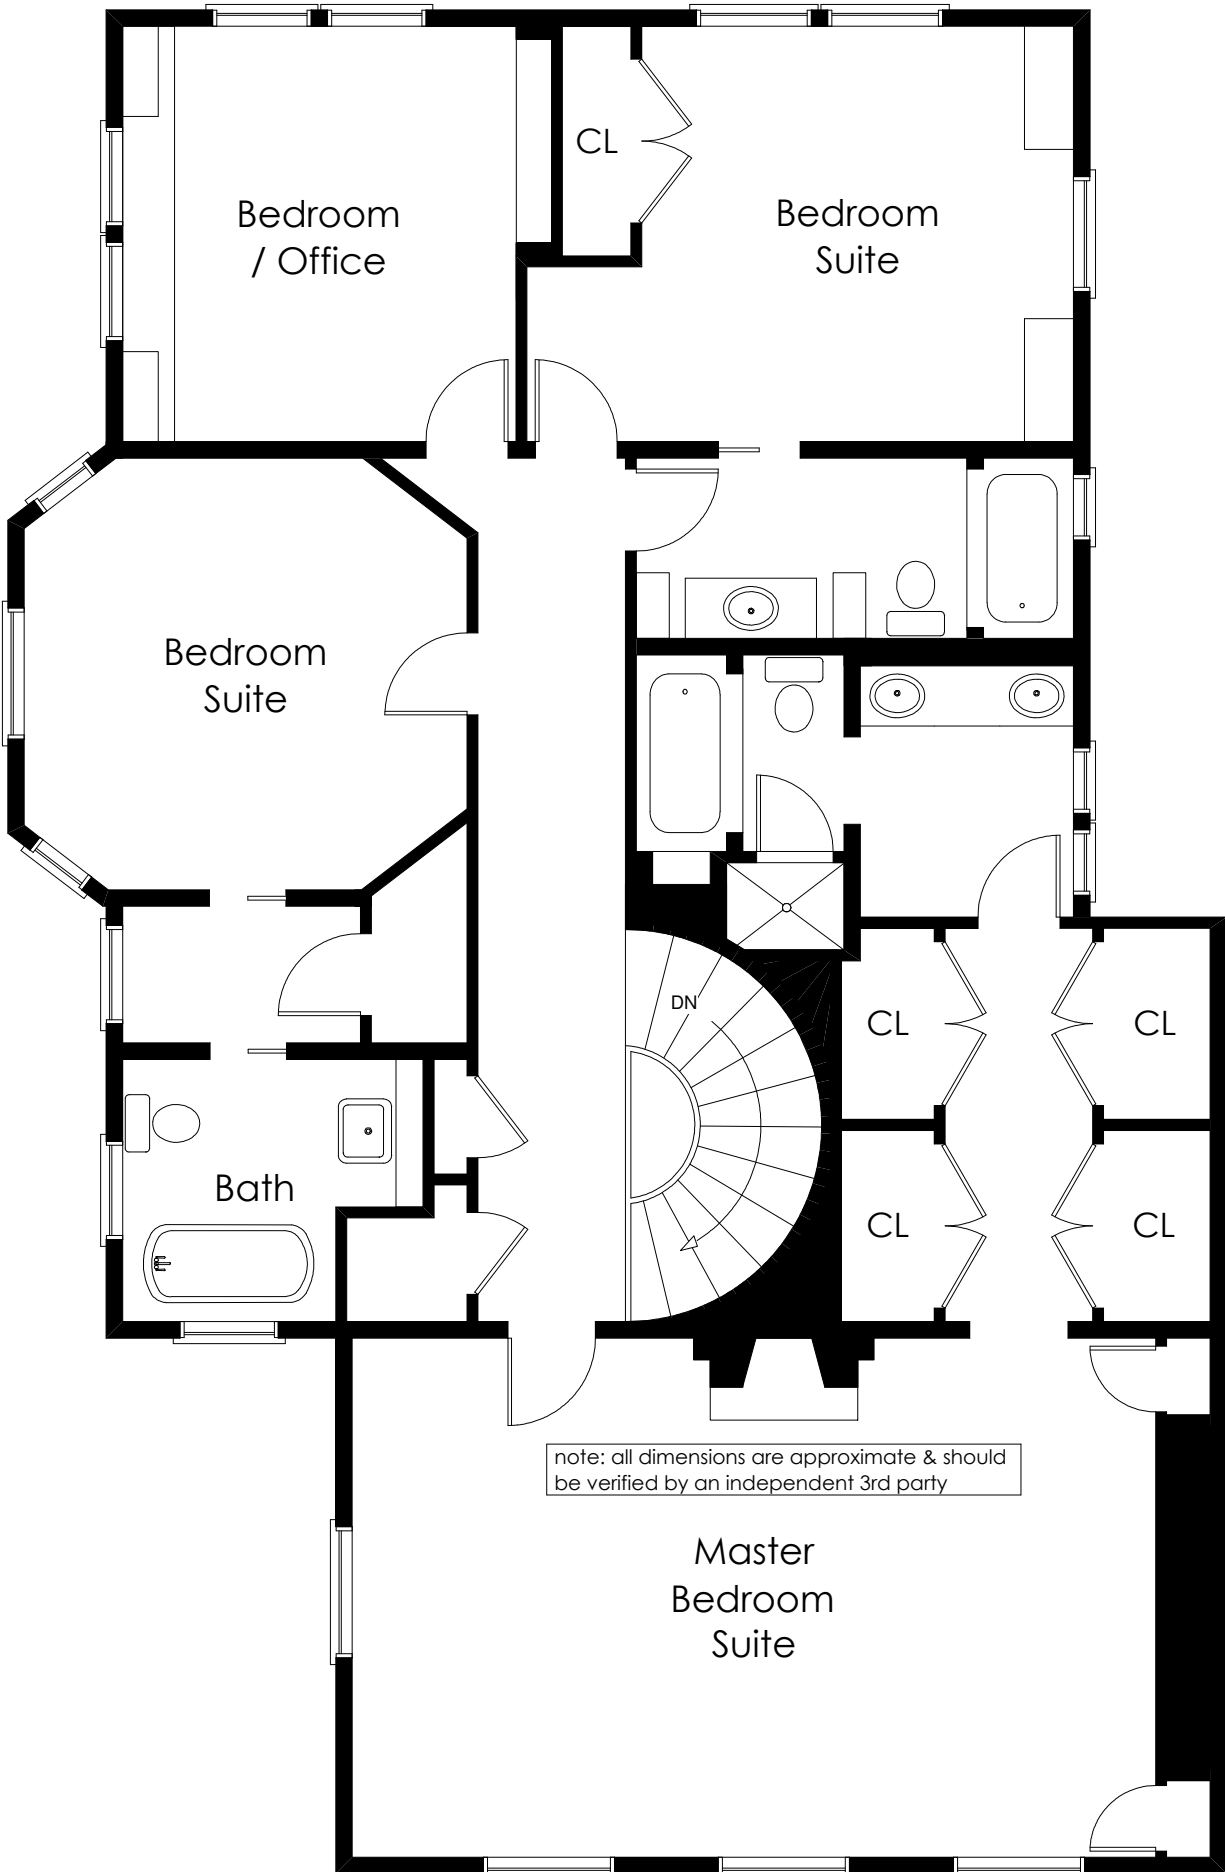 CL
Bedroom
/ Office
Bedroom
Suite
Bedroom
Suite
DN
CL
CL
Bath
CL
CL
note: all dimensions are approximate & should
be verified by an independent 3rd party
Master
Bedroom
Suite